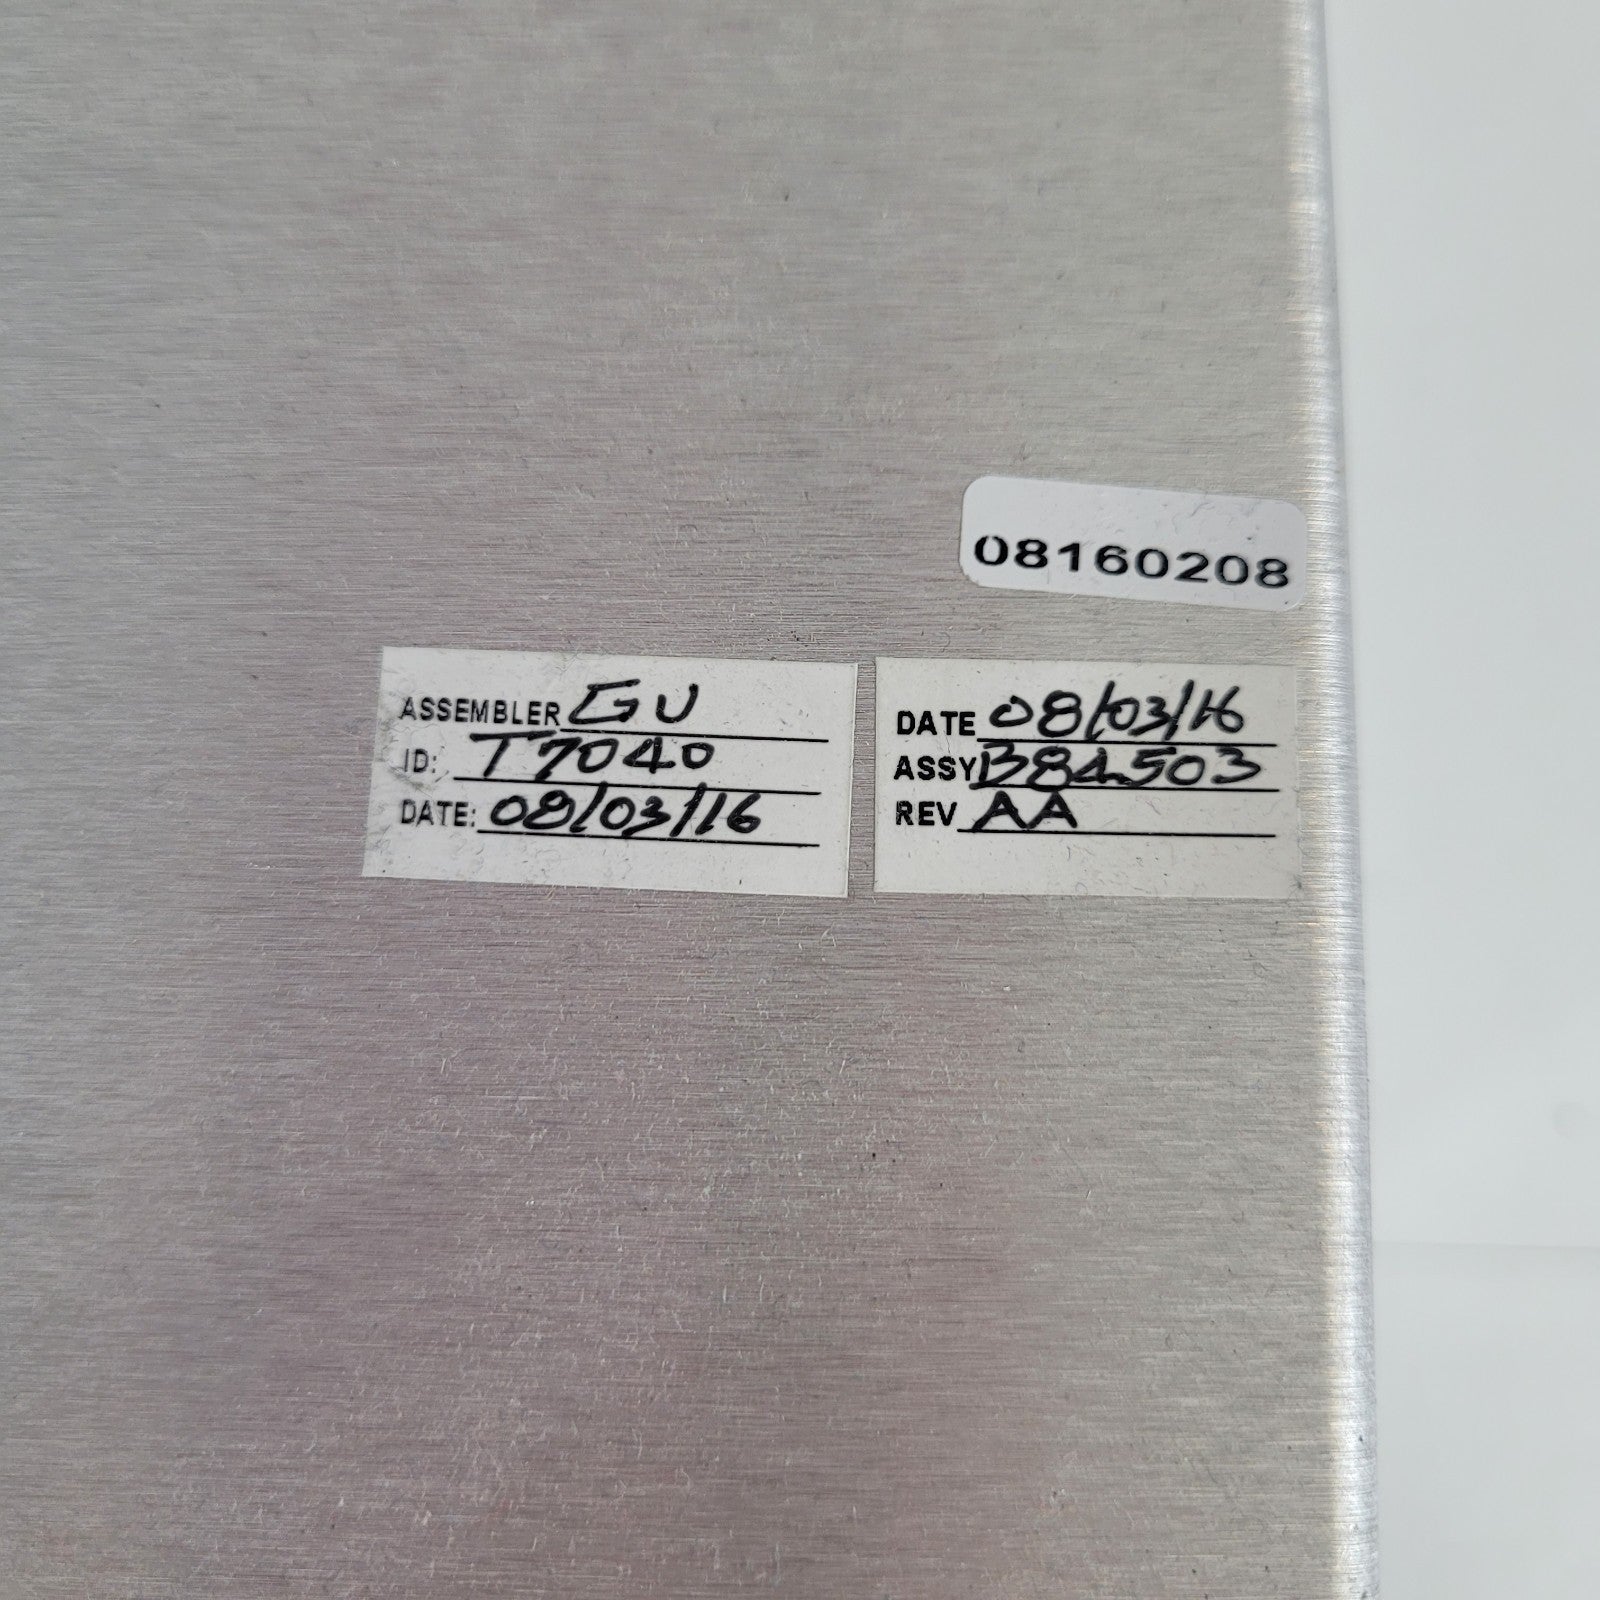 08160208
ASSEMBLER GU
ID: T7040
DATE: 08/03/16
DATE 08/03/16
ASSY B84503
REV AA